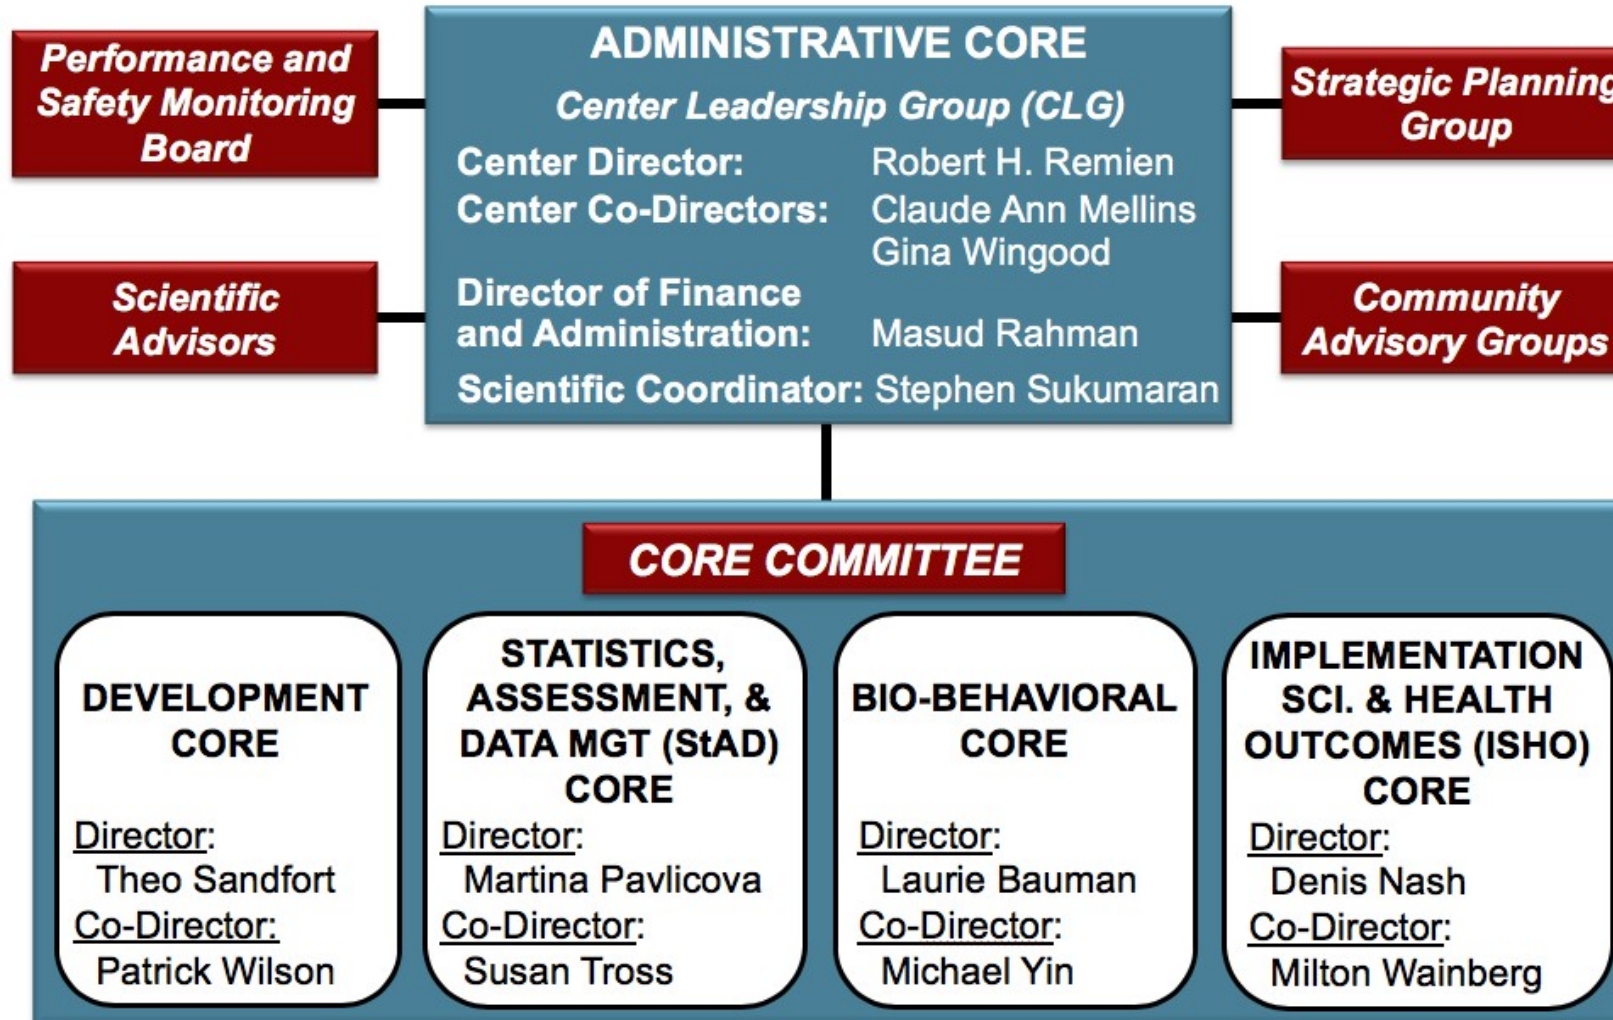 Performance and
Safety Monitoring
Board
ADMINISTRATIVE CORE
Center Leadership Group (CLG)
Center Director: Robert H. Remien
Center Co-Directors: Claude Ann Mellins
Gina Wingood
Director of Finance
and Administration: Masud Rahman
Scientific Coordinator: Stephen Sukumaran
Strategic Planning
Group
Scientific
Advisors
Community
Advisory Groups
CORE COMMITTEE
DEVELOPMENT
CORE
Director:
Theo Sandfort
Co-Director:
Patrick Wilson
STATISTICS,
ASSESSMENT, &
DATA MGT (StAD)
CORE
Director:
Martina Pavlicova
Co-Director:
Susan Tross
BIO-BEHAVIORAL
CORE
Director:
Laurie Bauman
Co-Director:
Michael Yin
IMPLEMENTATION
SCI. & HEALTH
OUTCOMES (ISHO)
CORE
Director:
Denis Nash
Co-Director:
Milton Wainberg